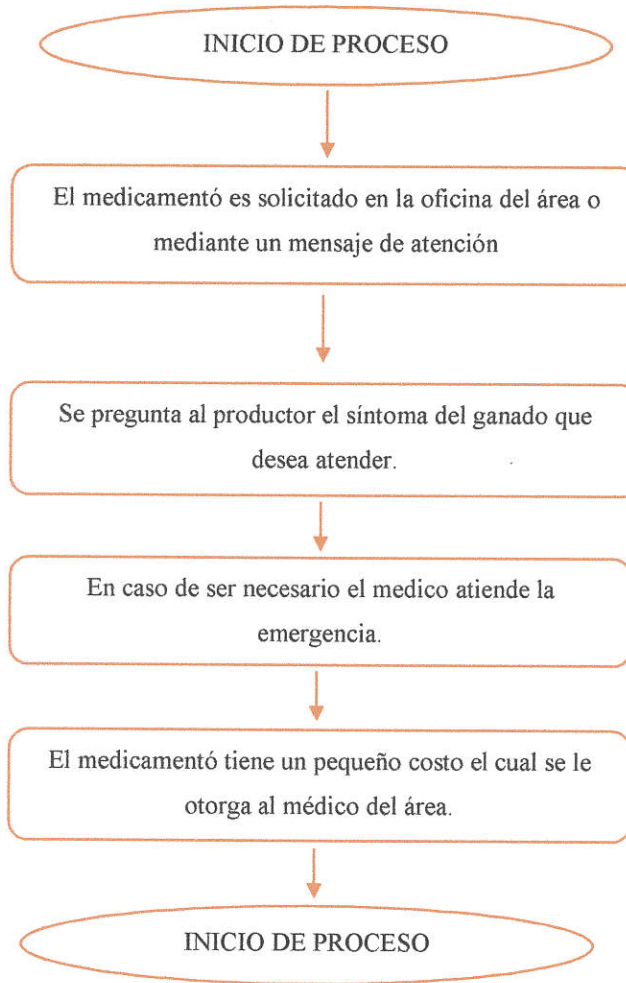 INICIO DE PROCESO
El medicamentó es solicitado en la oficina del área o
mediante un mensaje de atención
Se pregunta al productor el síntoma del ganado que
desea atender.
En caso de ser necesario el medico atiende la
emergencia.
El medicamentó tiene un pequeño costo el cual se le
otorga al médico del área.
INICIO DE PROCESO